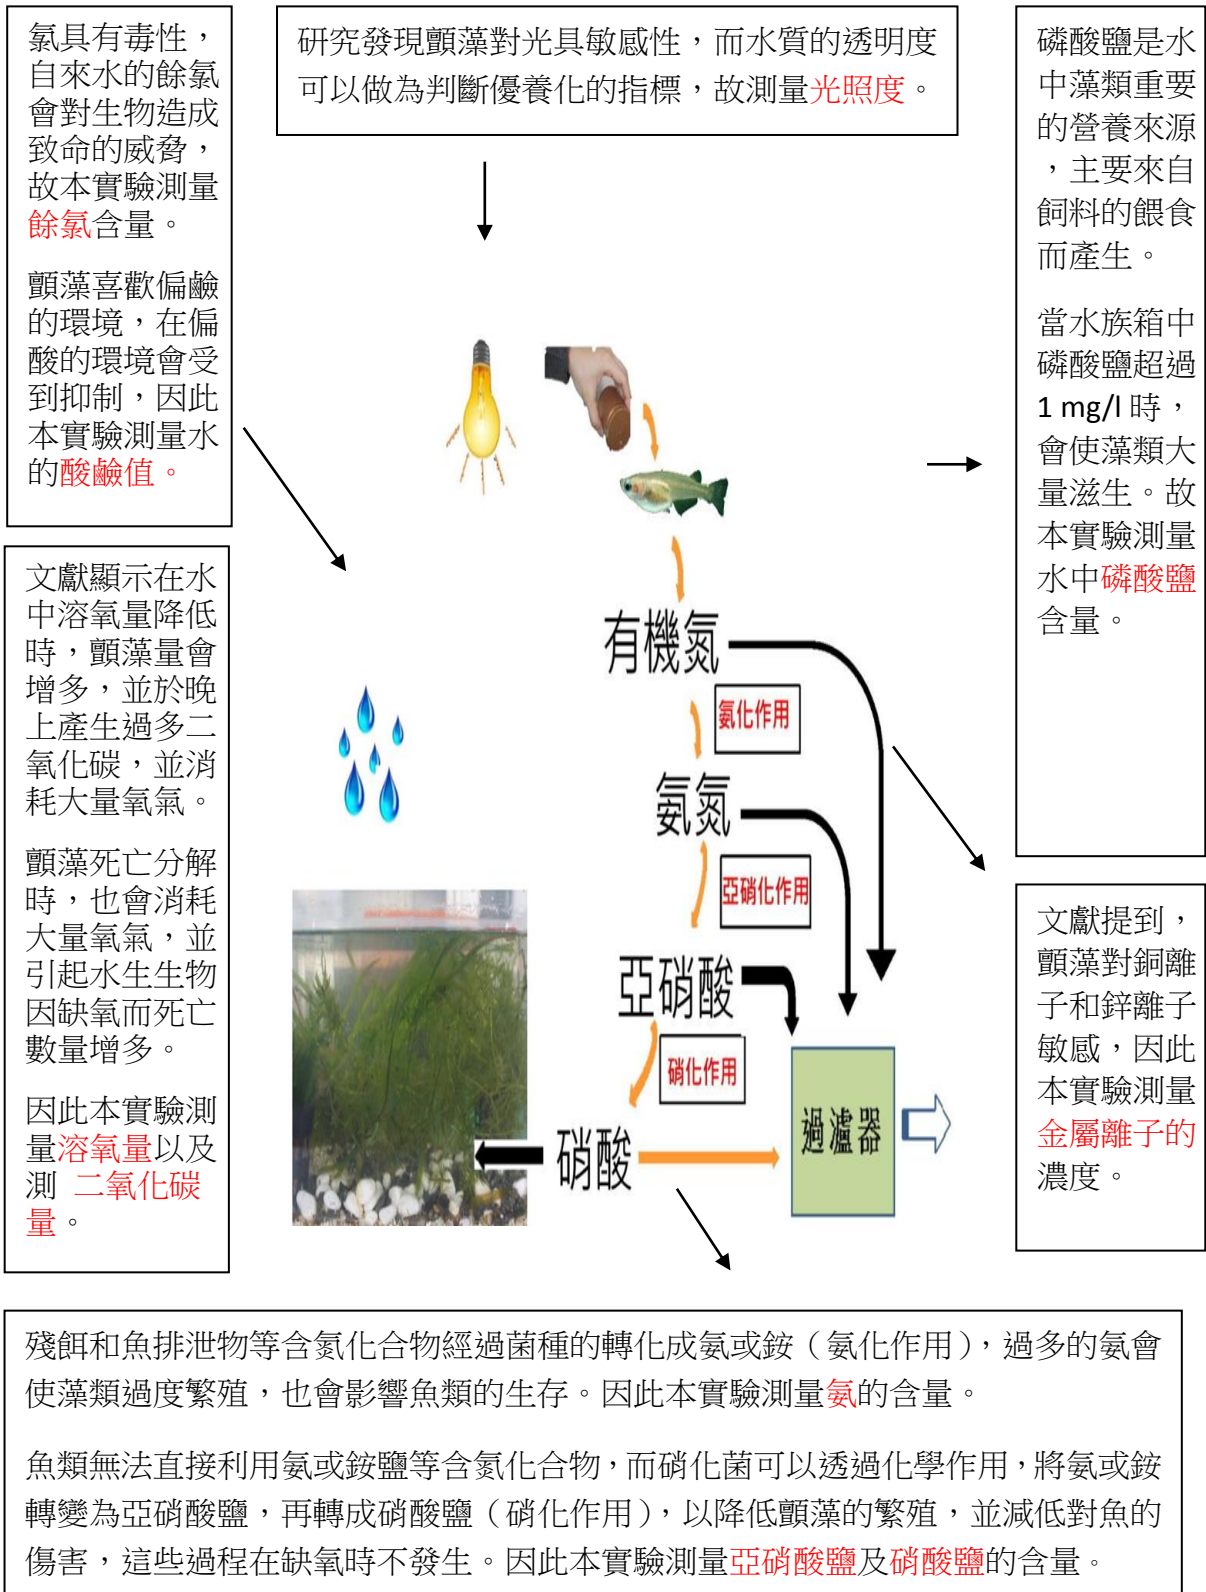 氯具有毒性，
自來水的餘氯
會對生物造成
致命的威脅，
故本實驗測量
餘氯含量。
顫藻喜歡偏鹼
的環境，在偏
酸的環境會受
到抑制，因此
本實驗測量水
的酸鹼值。
研究發現顫藻對光具敏感性，而水質的透明度
可以做為判斷優養化的指標，故測量光照度。
磷酸鹽是水
中藻類重要
的營養來源
，主要來自
飼料的餵食
而產生。
當水族箱中
磷酸鹽超過
1 mg/l 時，
會使藻類大
量滋生。故
本實驗測量
水中磷酸鹽
含量。
文獻顯示在水
中溶氧量降低
時，顫藻量會
增多，並於晚
上產生過多二
氧化碳，並消
耗大量氧氣。
顫藻死亡分解
時，也會消耗
大量氧氣，並
引起水生生物
因缺氧而死亡
數量增多。
因此本實驗測
量溶氧量以及
測 二氧化碳
量。
有機氮
氨化作用
氨氮
亞硝化作用
亞硝酸
硝化作用
硝酸
過濾器
文獻提到，
顫藻對銅離
子和鋅離子
敏感，因此
本實驗測量
金屬離子的
濃度。
殘餌和魚排泄物等含氮化合物經過菌種的轉化成氨或銨（氨化作用），過多的氨會
使藻類過度繁殖，也會影響魚類的生存。因此本實驗測量氨的含量。
魚類無法直接利用氨或銨鹽等含氮化合物，而硝化菌可以透過化學作用，將氨或銨
轉變為亞硝酸鹽，再轉成硝酸鹽（硝化作用），以降低顫藻的繁殖，並減低對魚的
傷害，這些過程在缺氧時不發生。因此本實驗測量亞硝酸鹽及硝酸鹽的含量。